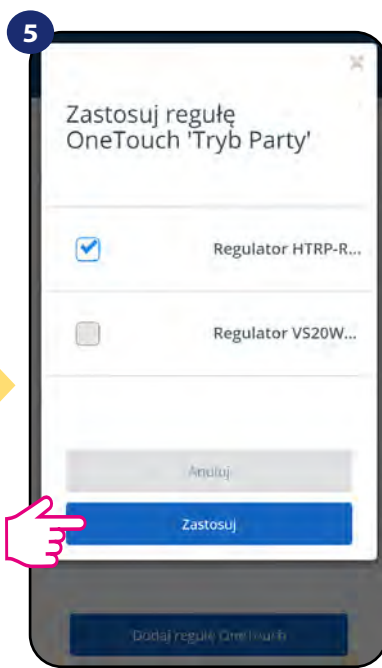 5
Zastosuj regułę
OneTouch 'Tryb Party'
Regulator HTRP-R...
Regulator VS20W...
Anuluj
Zastosuj
Dodaj regułę OneTouch